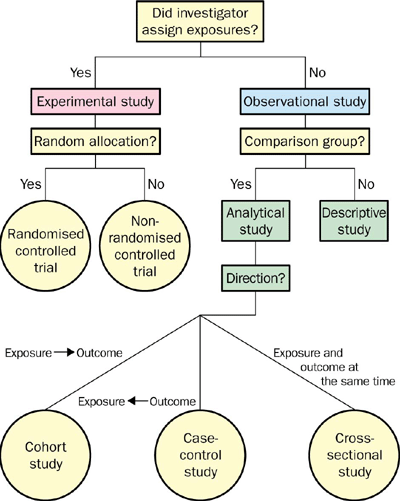 Did investigator
assign exposures?
Yes
No
Experimental study
Observational study
Random allocation?
Comparison group?
Yes
No
Yes
No
Randomised
controlled
trial
Non-
randomised
controlled
trial
Analytical
study
Descriptive
study
Direction?
Exposure → Outcome
Exposure ← Outcome
Exposure and
outcome at
the same time
Cohort
study
Case-
control
study
Cross-
sectional
study